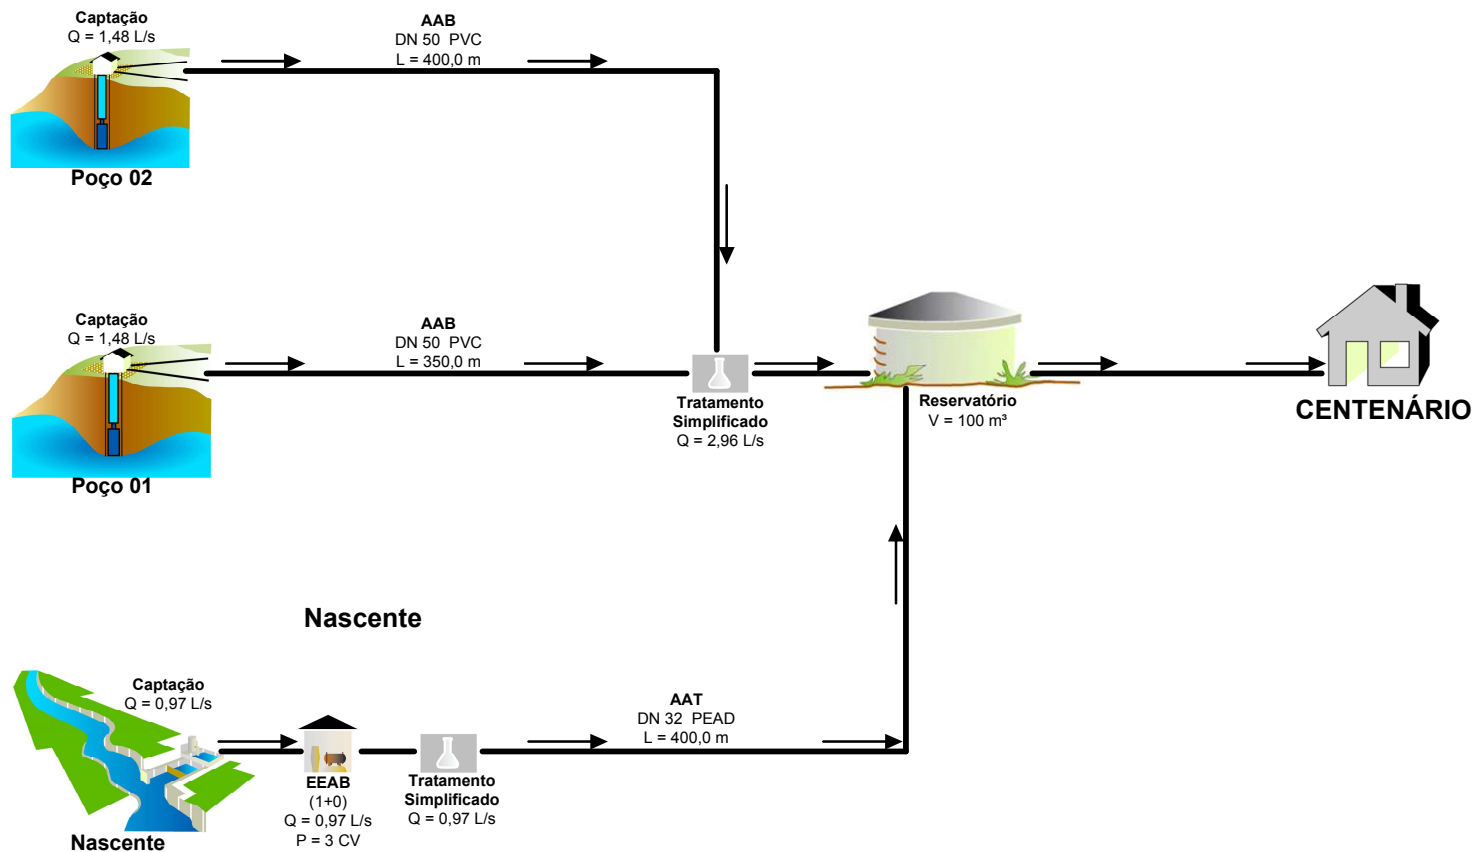 Captação
Q = 1,48 L/s
Poço 02
AAB
DN 50 PVC
L = 400,0 m
Captação
Q = 1,48 L/s
Poço 01
AAB
DN 50 PVC
L = 350,0 m
Tratamento
Simplificado
Q = 2,96 L/s
Reservatório
V = 100 m³
CENTENÁRIO
Nascente
Captação
Q = 0,97 L/s
Nascente
EEAB
(1+0)
Q = 0,97 L/s
P = 3 CV
Tratamento
Simplificado
Q = 0,97 L/s
AAT
DN 32 PEAD
L = 400,0 m